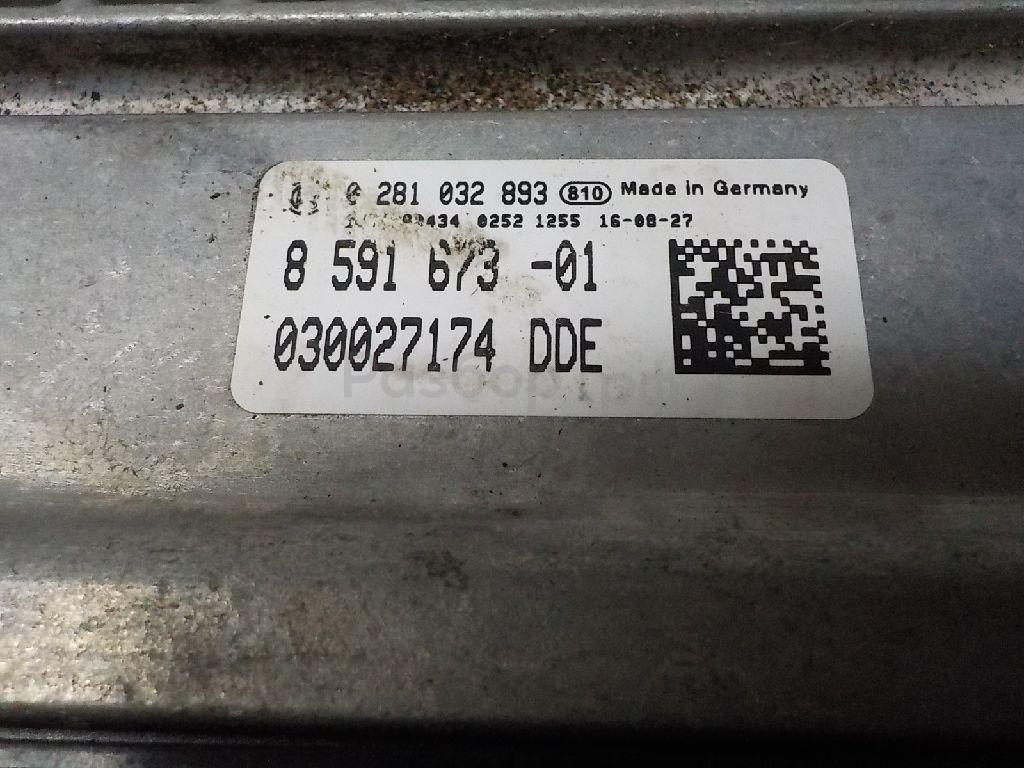 0 281 032 893 810 Made in Germany
0252 1255 16-08-27
8 591 673 -01
030027174 DDE